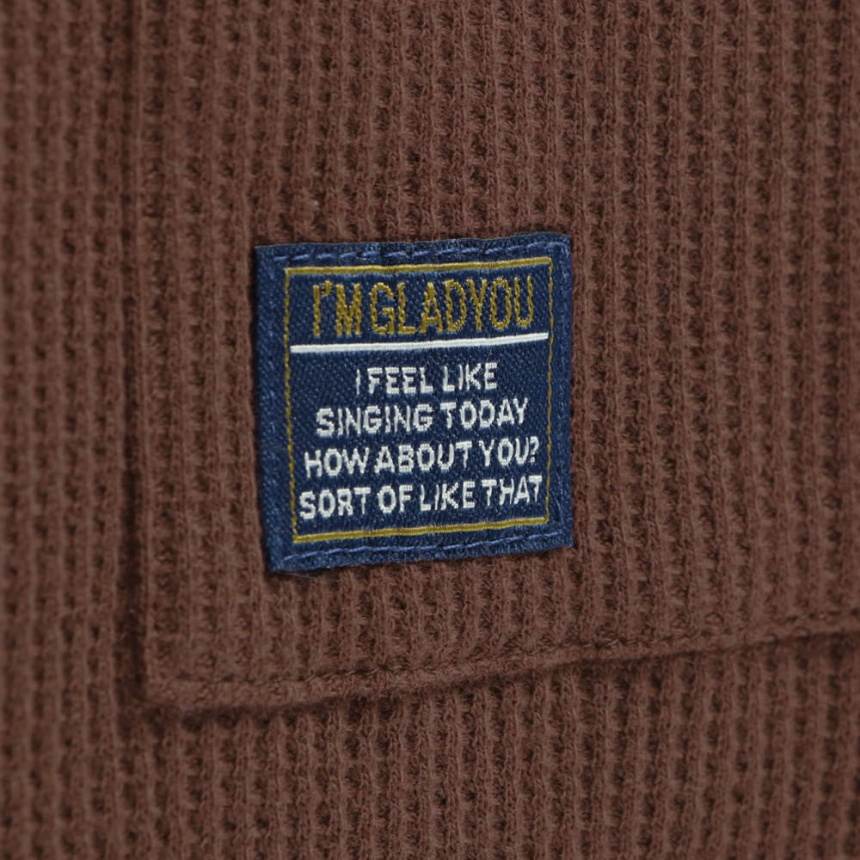 I'M GLADYOU
I FEEL LIKE
SINGING TODAY
HOW ABOUT YOU?
SORT OF LIKE THAT